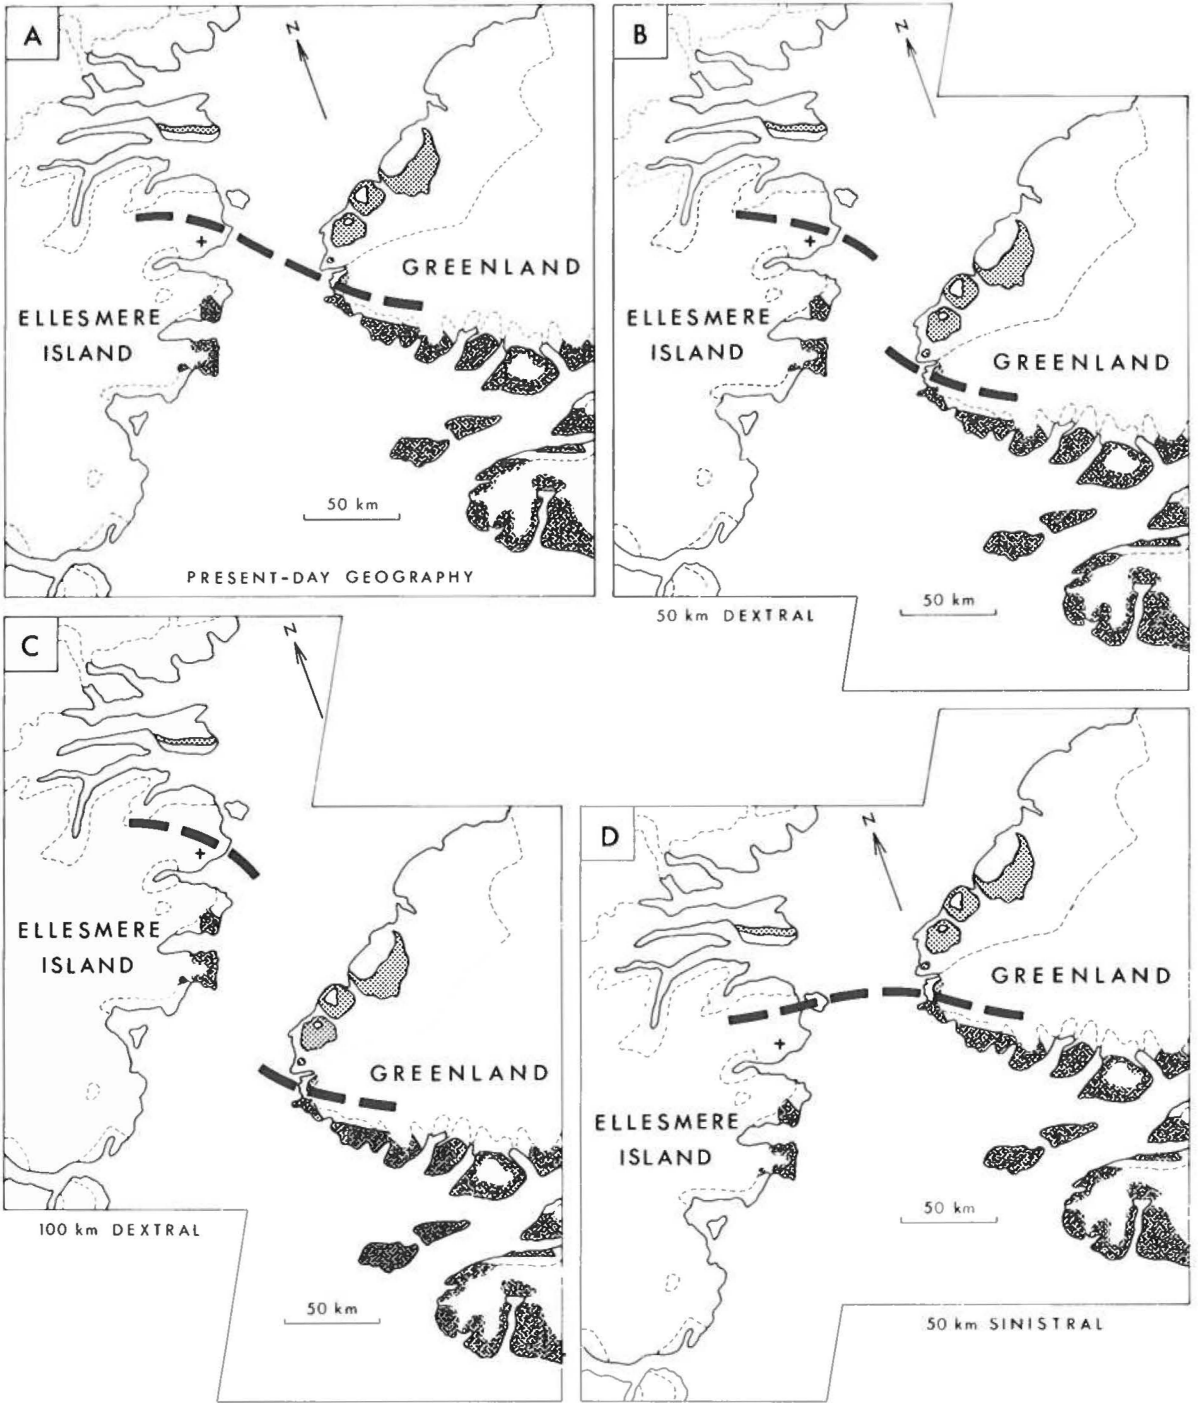 A
N
GREENLAND
ELLESMERE
ISLAND
50 km
PRESENT-DAY GEOGRAPHY
B
N
ELLESMERE
ISLAND
GREENLAND
50 km
50 km DEXTRAL
C
N
ELLESMERE
ISLAND
GREENLAND
100 km DEXTRAL
50 km
D
N
GREENLAND
ELLESMERE
ISLAND
50 km
50 km SINISTRAL